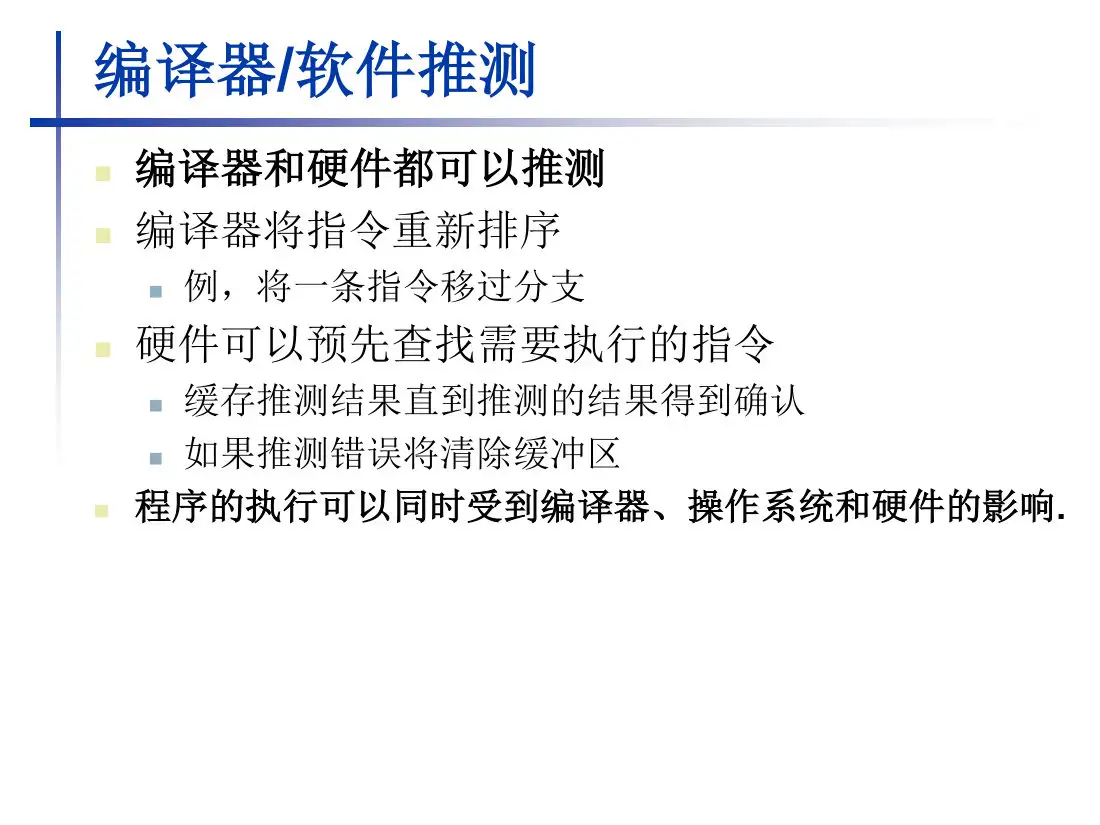 编译器/软件推测
编译器和硬件都可以推测
编译器将指令重新排序
例，将一条指令移过分支
硬件可以预先查找需要执行的指令
缓存推测结果直到推测的结果得到确认
如果推测错误将清除缓冲区
程序的执行可以同时受到编译器、操作系统和硬件的影响.